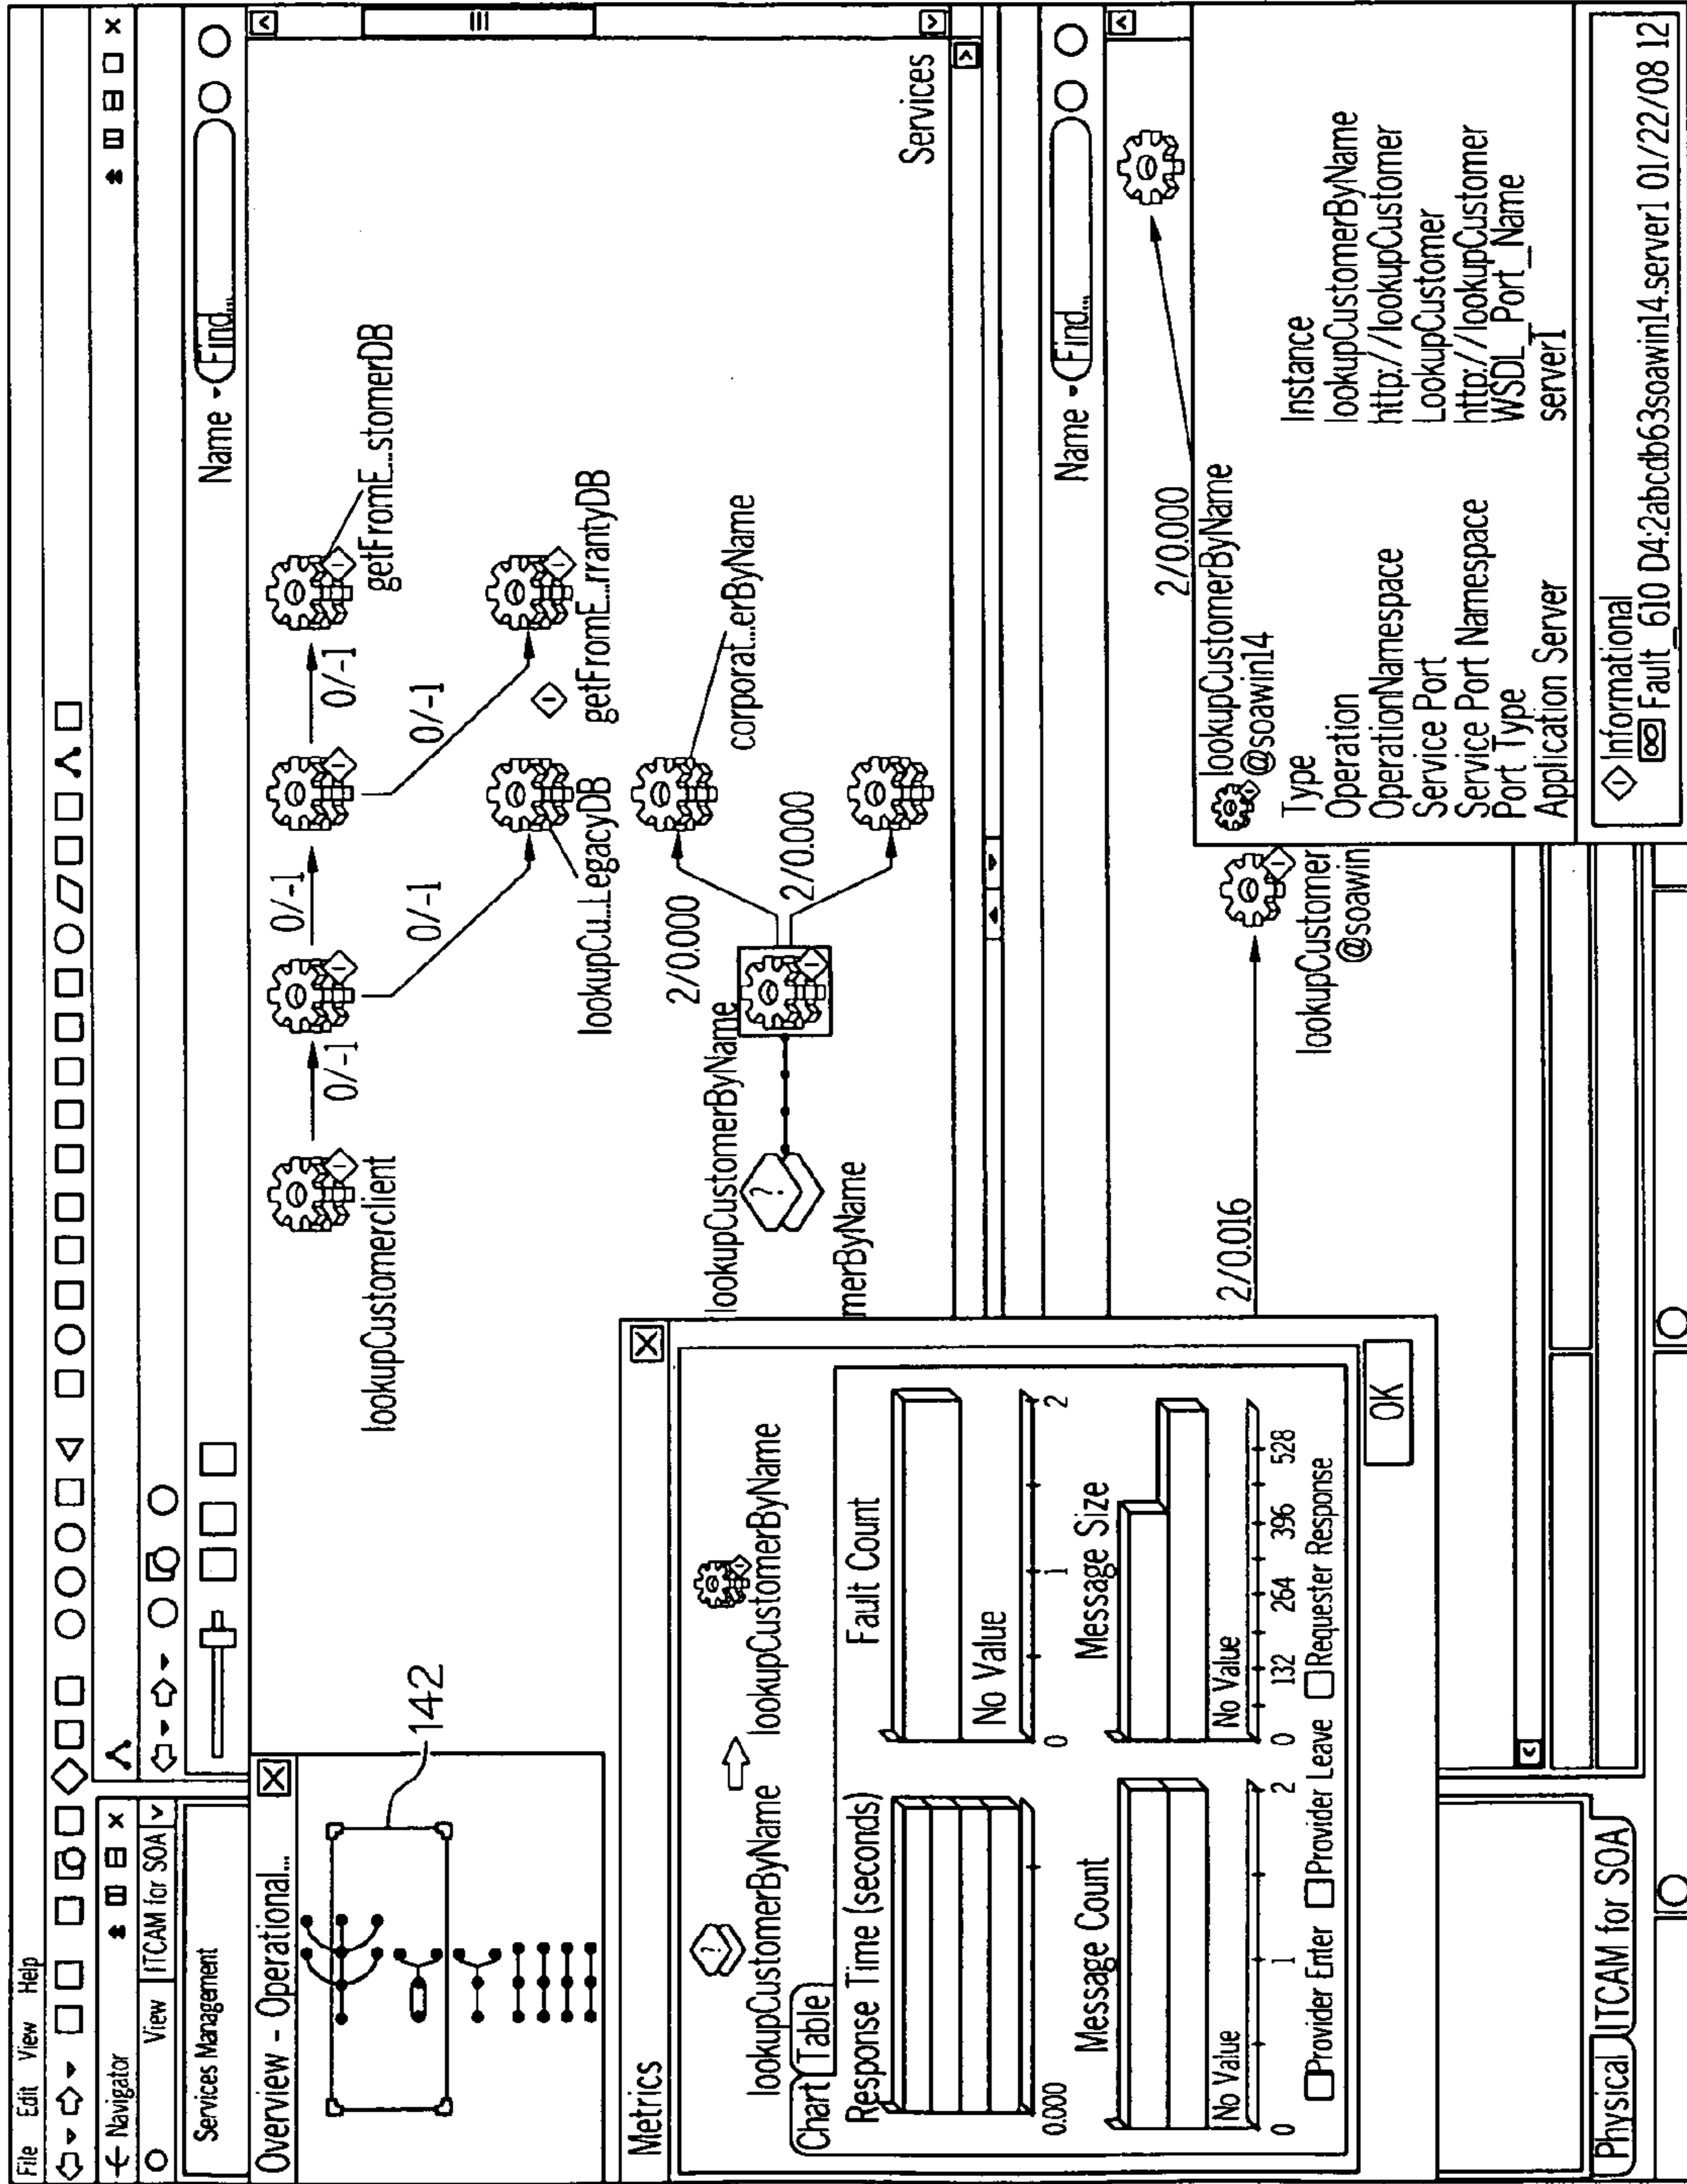 File Edit View Help
Navigator
View ITCAM for SOA
Services Management
Name Find...
Overview - Operational...
142
lookupCustomerclient
0/-1
0/-1
0/-1
0/-1
0/-1
getFromE...stomerDB
getFromE...rrantyDB
lookupCu...LegacyDB
lookupCustomerByName
?
merByName
2/0.000
2/0.000
corporat...erByName
Services
Metrics
?
lookupCustomerByName
lookupCustomerByName
Chart Table
Response Time (seconds)
0.000
Fault Count
No Value
0 1 2
Message Count
No Value
0 1 2
Message Size
No Value
0 132 264 396 528
Provider Enter Provider Leave Requester Response
OK
Name Find...
2/0.016
lookupCustomer
@soawin
2/0.000
lookupCustomerByName
@soawin14
Type Instance
Operation lookupCustomerByName
OperationNamespace http://lookupCustomer
Service Port LookupCustomer
Service Port Namespace http://lookupCustomer
Port Type WSDL_Port_Name
Application Server server1
Informational
Fault_610 D4:2abcdb63soawin14.server1 01/22/08 12
Physical ITCAM for SOA